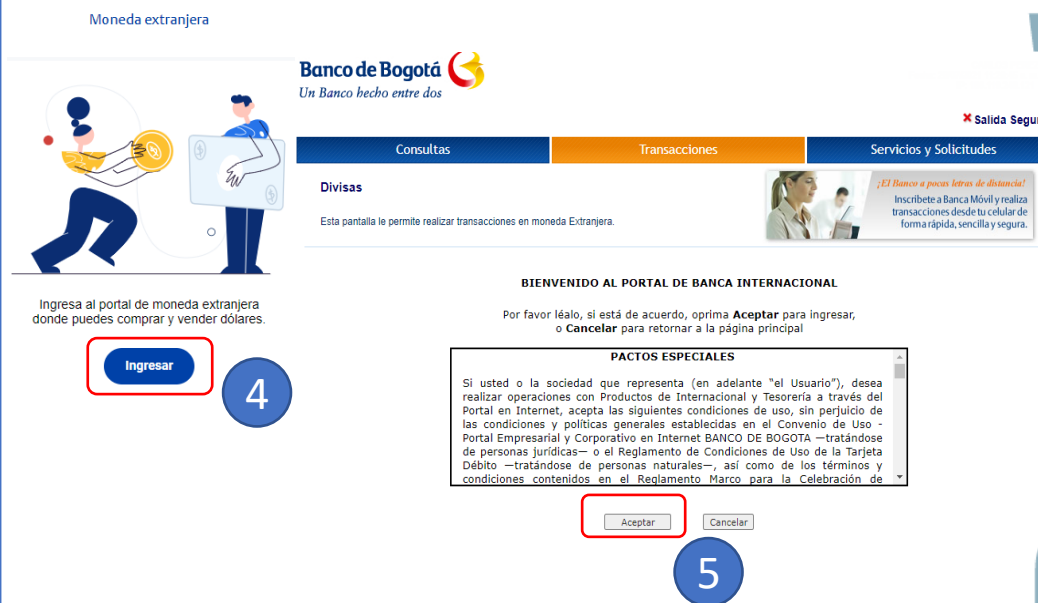 Moneda extranjera
Ingresa al portal de moneda extranjera
donde puedes comprar y vender dólares.
Ingresar
4
Banco de Bogotá
Un Banco hecho entre dos
Salida Segur
Consultas
Transacciones
Servicios y Solicitudes
Divisas
Esta pantalla le permite realizar transacciones en moneda Extranjera.
¡El Banco a pocas letras de distancia!
Inscríbete a Banca Móvil y realiza
transacciones desde tu celular de
forma rápida, sencilla y segura.
BIENVENIDO AL PORTAL DE BANCA INTERNACIONAL
Por favor léalo, si está de acuerdo, oprima Aceptar para ingresar,
o Cancelar para retornar a la página principal
PACTOS ESPECIALES
Si usted o la sociedad que representa (en adelante "el Usuario"), desea
realizar operaciones con Productos de Internacional y Tesorería a través del
Portal en Internet, acepta las siguientes condiciones de uso, sin perjuicio de
las condiciones y políticas generales establecidas en el Convenio de Uso -
Portal Empresarial y Corporativo en Internet BANCO DE BOGOTA —tratándose
de personas jurídicas— o el Reglamento de Condiciones de Uso de la Tarjeta
Débito —tratándose de personas naturales—, así como de los términos y
condiciones contenidos en el Reglamento Marco para la Celebración de
Aceptar
Cancelar
5